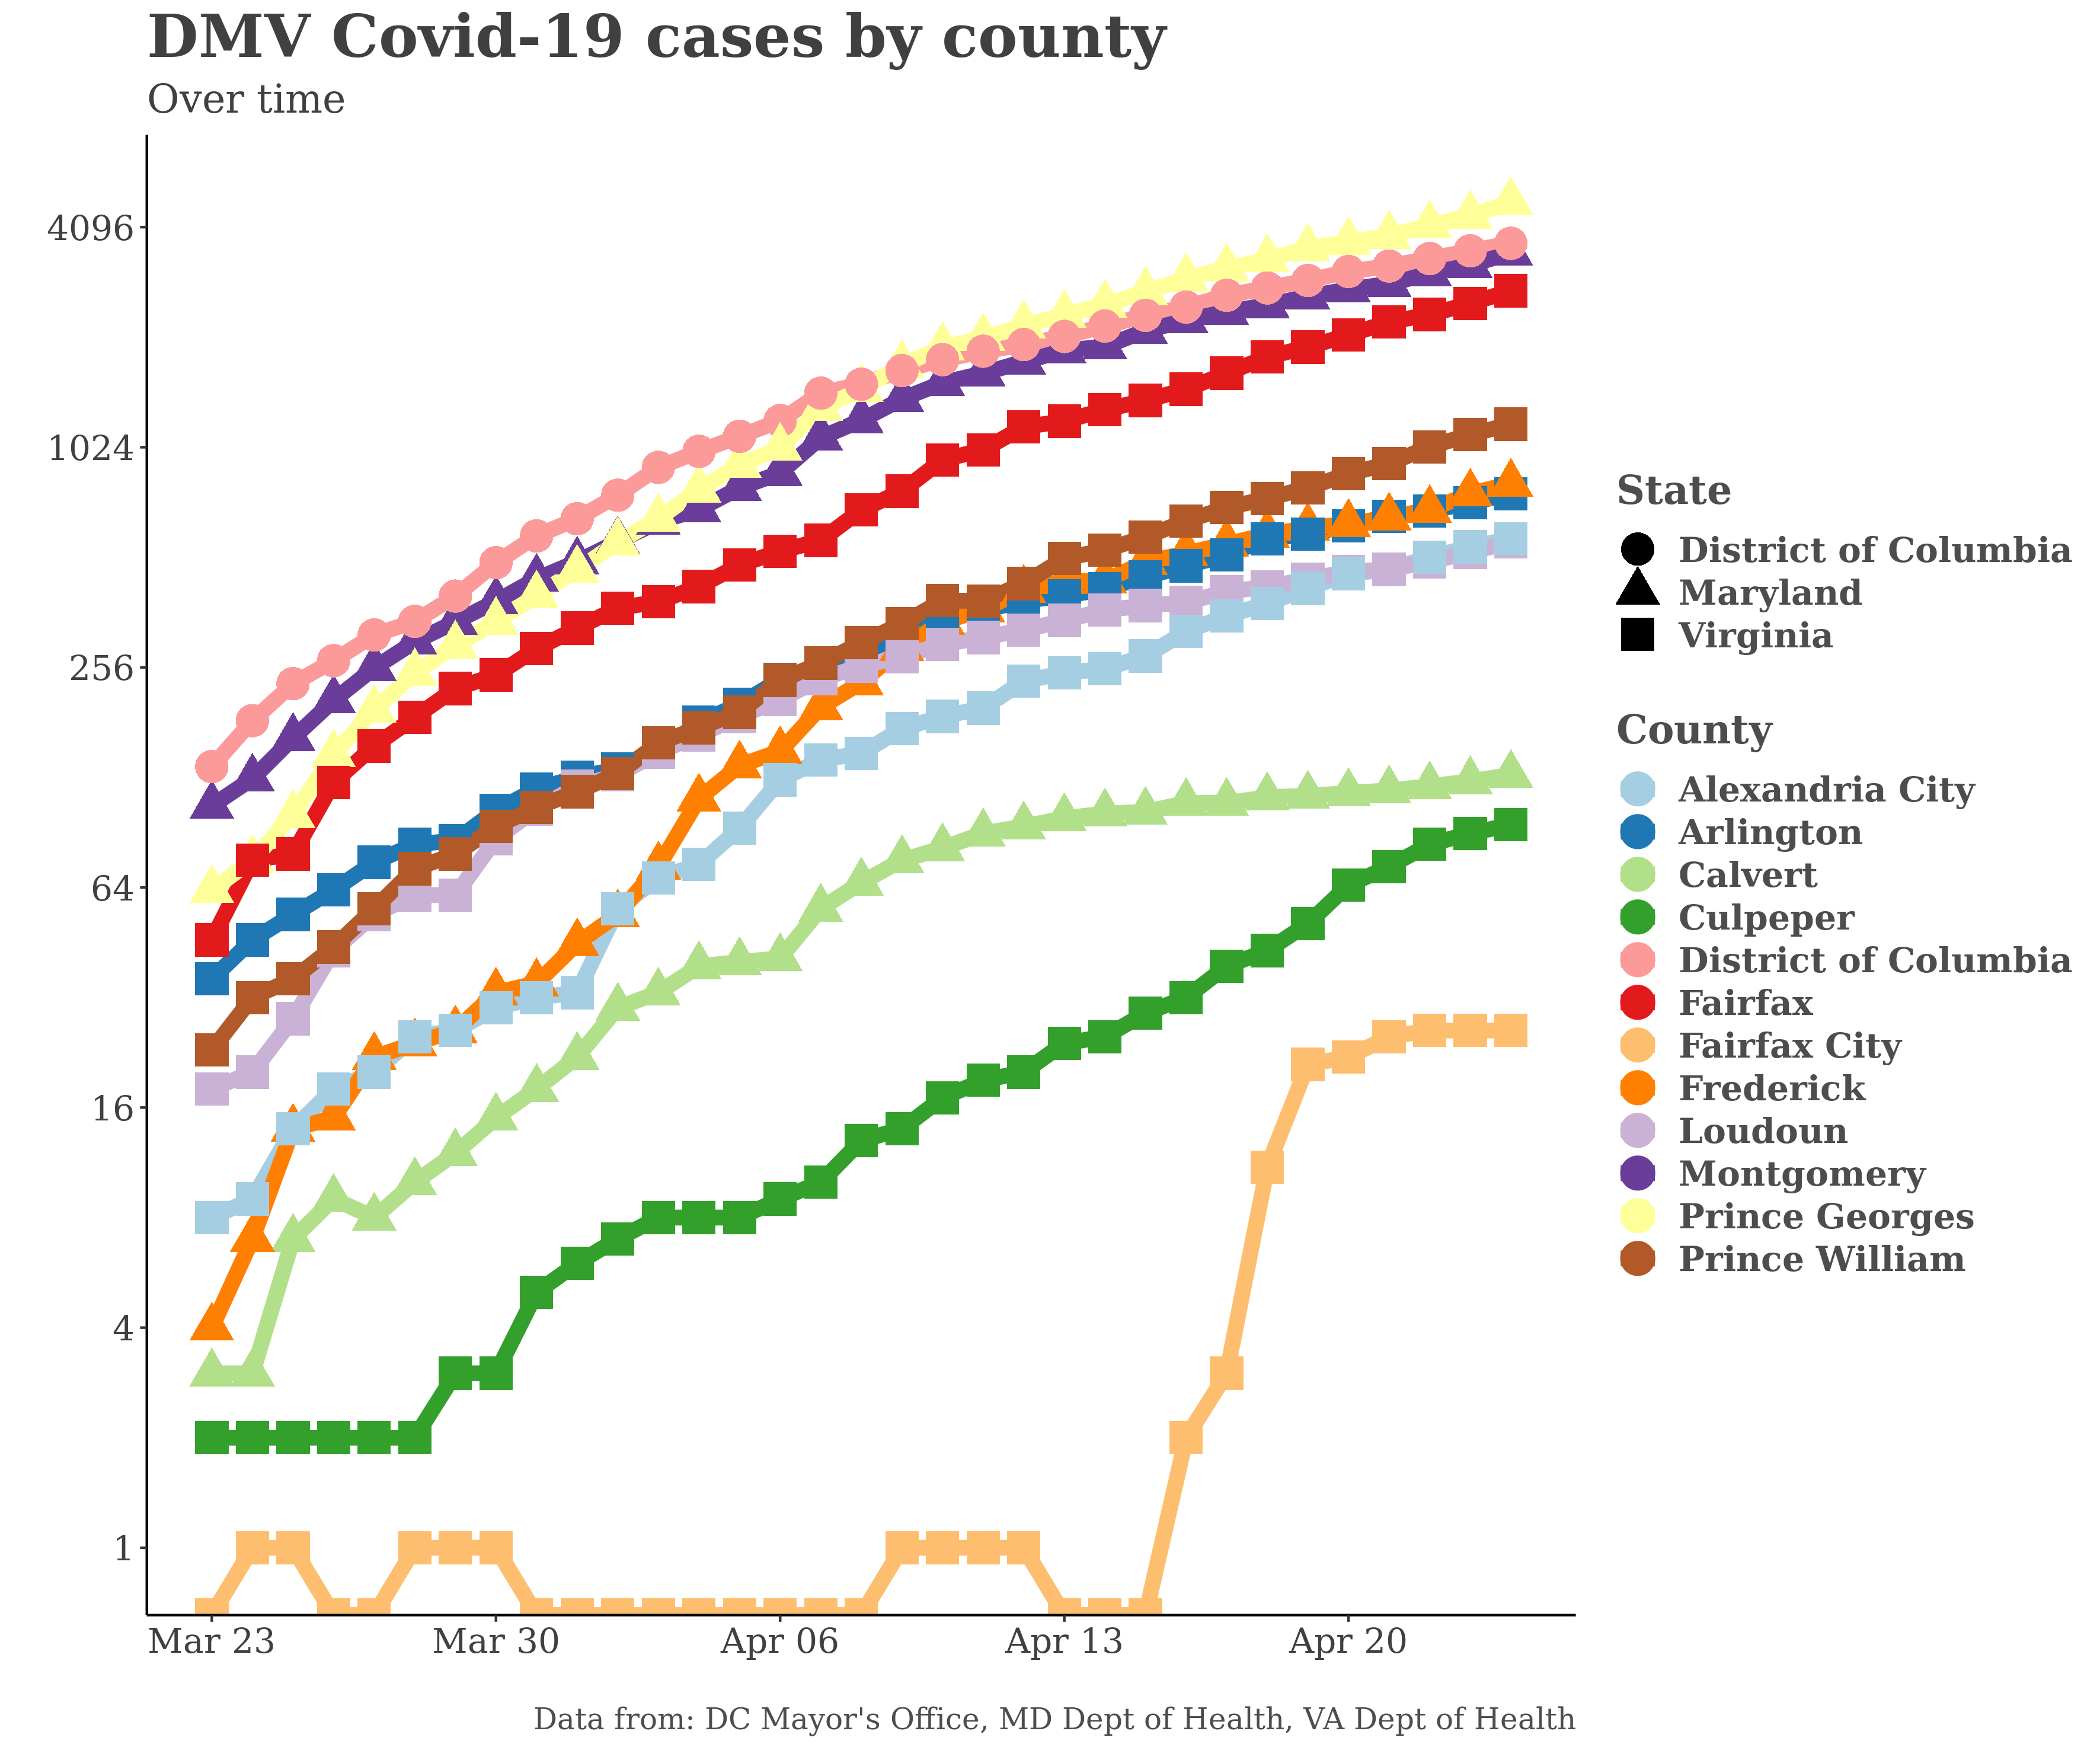 DMV Covid-19 cases by county
Over time
4096
1024
256
64
16
4
1
Mar 23
Mar 30
Apr 06
Apr 13
Apr 20
State
District of Columbia
Maryland
Virginia
County
Alexandria City
Arlington
Calvert
Culpeper
District of Columbia
Fairfax
Fairfax City
Frederick
Loudoun
Montgomery
Prince Georges
Prince William
Data from: DC Mayor's Office, MD Dept of Health, VA Dept of Health